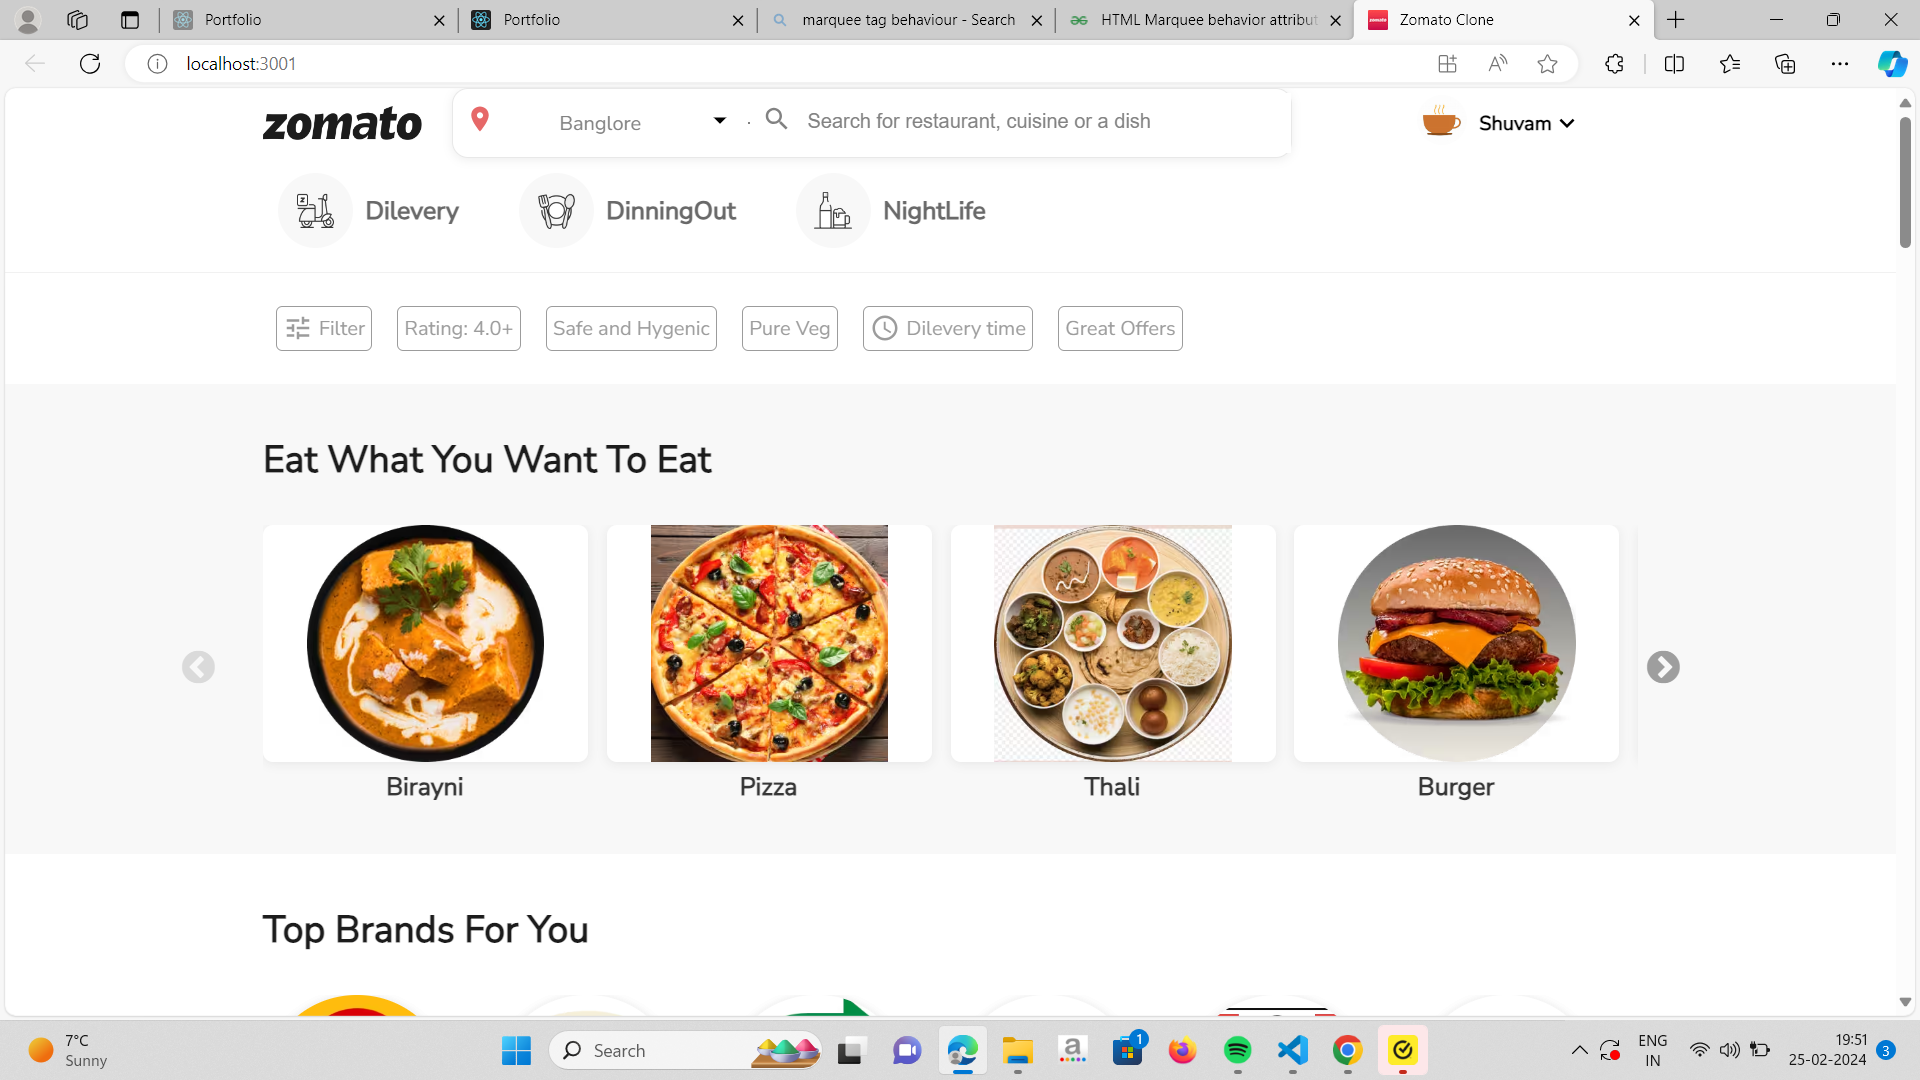 Portfolio
Portfolio
marquee tag behaviour - Search
HTML Marquee behavior attribut
Zomato Clone
localhost:3001
zomato
Banglore
Search for restaurant, cuisine or a dish
Shuvam
Dilevery
DinningOut
NightLife
Filter
Rating: 4.0+
Safe and Hygenic
Pure Veg
Dilevery time
Great Offers
Eat What You Want To Eat
Birayni
Pizza
Thali
Burger
Top Brands For You
7°C
Sunny
Search
1
ENG
IN
19:51
25-02-2024
3